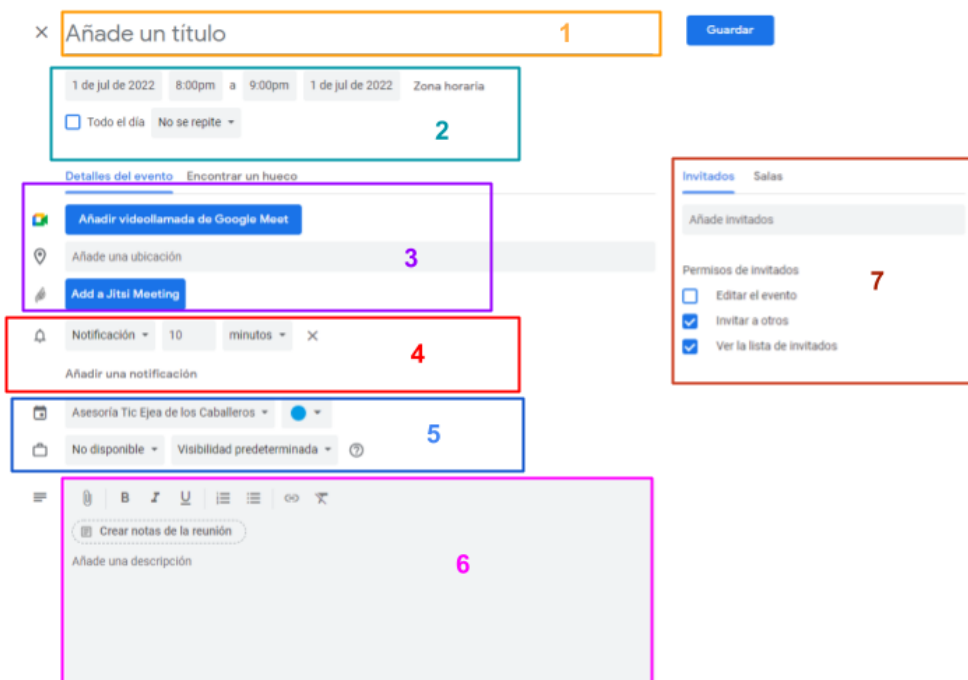 Añade un título
1
Guardar
1 de jul de 2022 8:00pm a 9:00pm 1 de jul de 2022 Zona horaria
Todo el día No se repite
2
Detalles del evento Encontrar un hueco
Añadir videollamada de Google Meet
Añade una ubicación
3
Add a Jitsi Meeting
Notificación 10 minutos
4
Añadir una notificación
Asesoría Tic Ejea de los Caballeros
5
No disponible Visibilidad predeterminada
B I U
Crear notas de la reunión
Añade una descripción
6
Invitados Salas
Añade invitados
Permisos de invitados
7
Editar el evento
Invitar a otros
Ver la lista de invitados